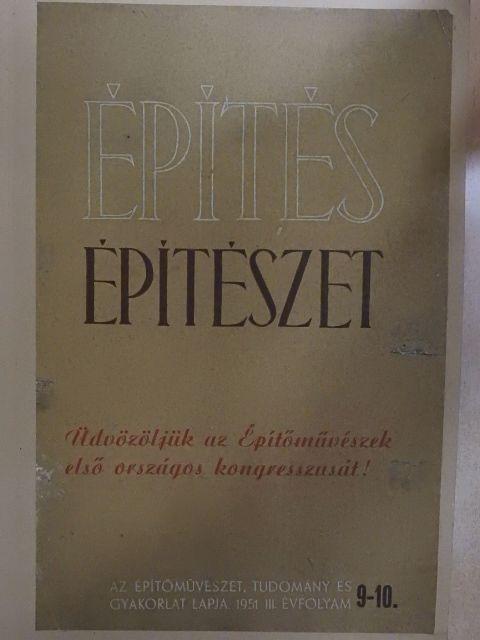 ÉPÍTÉS
ÉPÍTÉSZET
Üdvözöljük az Építőművészek
első országos kongresszusát!
AZ ÉPÍTŐMŰVÉSZET, TUDOMÁNY ÉS
GYAKORLAT LAPJA. 1951 III. ÉVFOLYAM 9-10.